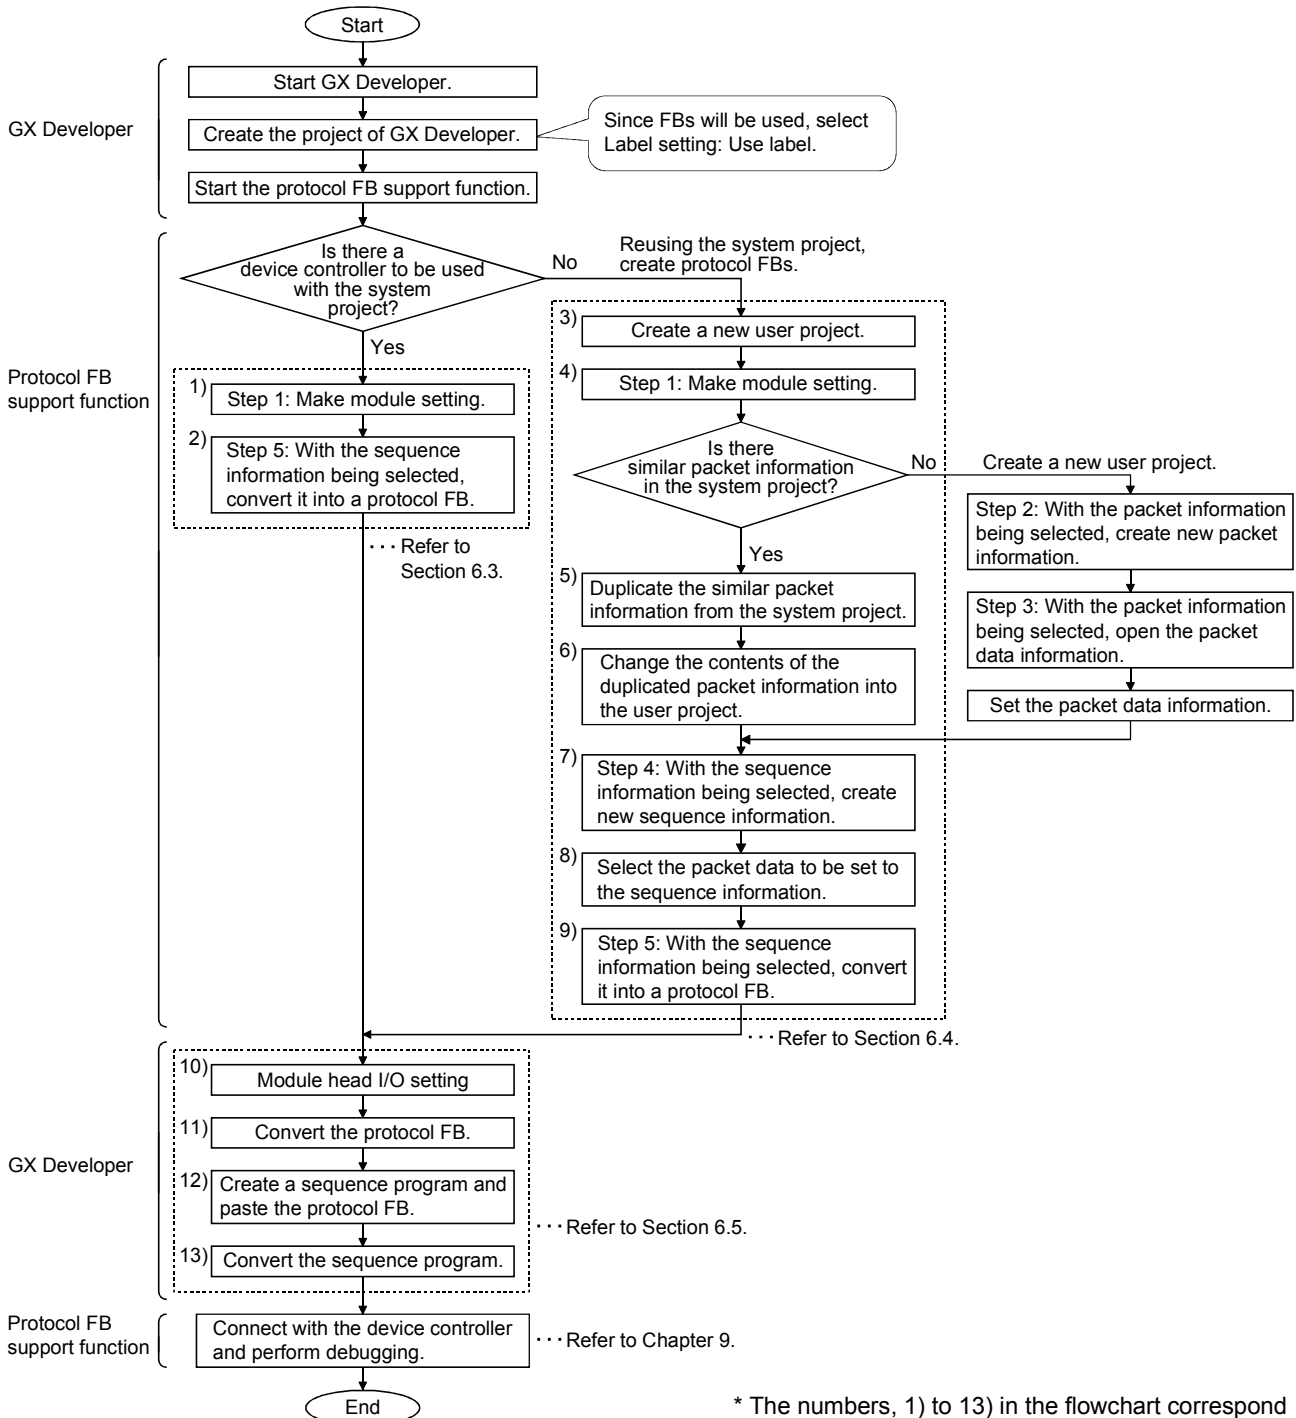 Start
GX Developer
Start GX Developer.
Create the project of GX Developer.
Since FBs will be used, select
Label setting: Use label.
Start the protocol FB support function.
Protocol FB
support function
Is there a
device controller to be used
with the system
project?
No
Reusing the system project,
create protocol FBs.
Yes
1)
Step 1: Make module setting.
2)
Step 5: With the sequence
information being selected,
convert it into a protocol FB.
··· Refer to
Section 6.3.
3)
Create a new user project.
4)
Step 1: Make module setting.
Is there
similar packet information
in the system project?
No
Create a new user project.
Step 2: With the packet information
being selected, create new packet
information.
Step 3: With the packet information
being selected, open the packet
data information.
Set the packet data information.
Yes
5)
Duplicate the similar packet
information from the system project.
6)
Change the contents of the
duplicated packet information into
the user project.
7)
Step 4: With the sequence
information being selected, create
new sequence information.
8)
Select the packet data to be set to
the sequence information.
9)
Step 5: With the sequence
information being selected, convert
it into a protocol FB.
··· Refer to Section 6.4.
GX Developer
10)
Module head I/O setting
11)
Convert the protocol FB.
12)
Create a sequence program and
paste the protocol FB.
··· Refer to Section 6.5.
13)
Convert the sequence program.
Protocol FB
support function
Connect with the device controller
and perform debugging.
··· Refer to Chapter 9.
End
* The numbers, 1) to 13) in the flowchart correspond